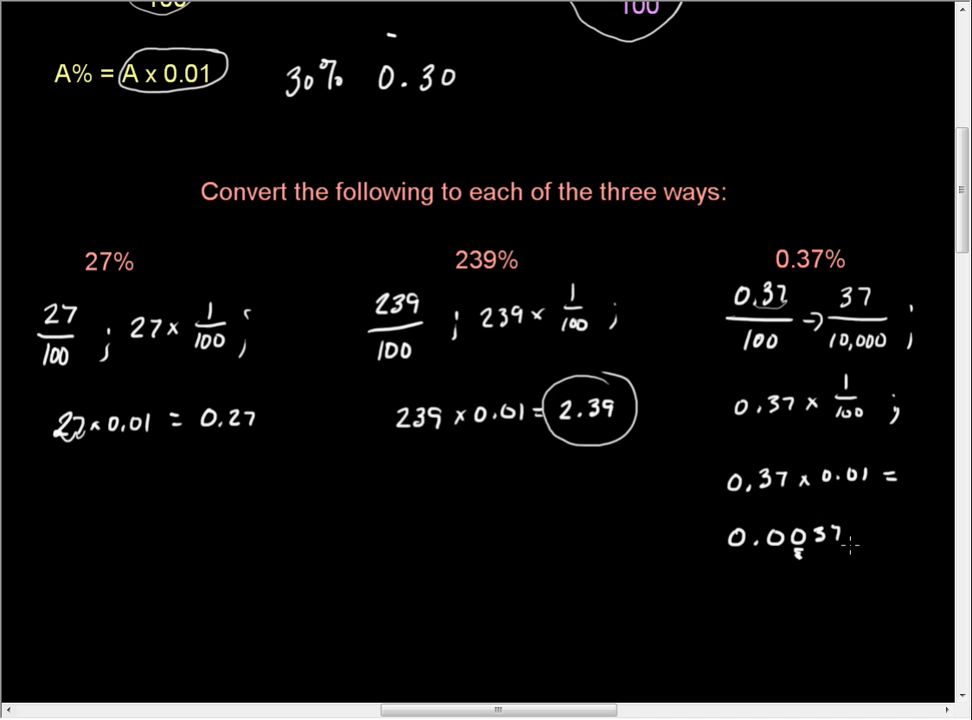 100
100
A% = A x 0.01
30% 0.30
Convert the following to each of the three ways:
27%
27/100 ; 27 x 1/100 ;
27 x 0.01 = 0.27
239%
239/100 ; 239 x 1/100 ;
239 x 0.01 = 2.39
0.37%
0.37/100 → 37/10,000 ;
0.37 x 1/100 ;
0.37 x 0.01 =
0.0037